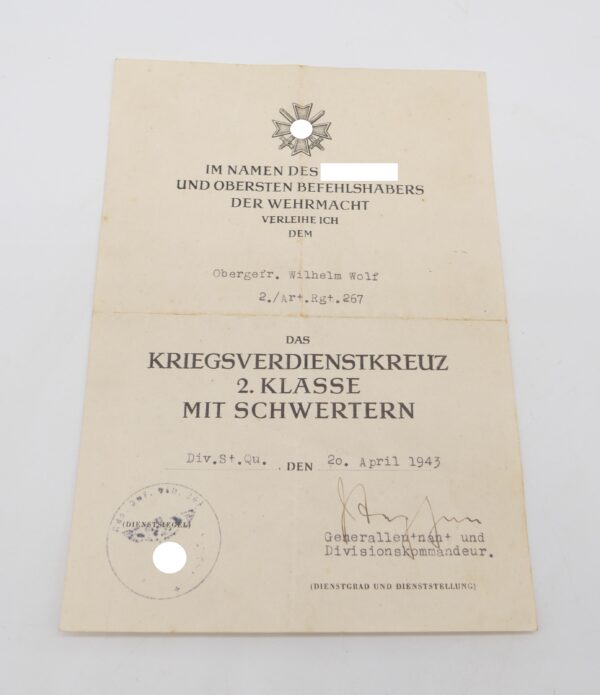 IM NAMEN DES
UND OBERSTEN BEFEHLSHABERS
DER WEHRMACHT
VERLEIHE ICH
DEM
Obergefr. Wilhelm Wolf
2./Art.Rgt.267
DAS
KRIEGSVERDIENSTKREUZ
2. KLASSE
MIT SCHWERTERN
Div.St.Qu. , DEN 20. April 1943
(DIENSTSIEGEL)
Generalleutnant und
Divisionskommandeur.
(DIENSTGRAD UND DIENSTSTELLUNG)